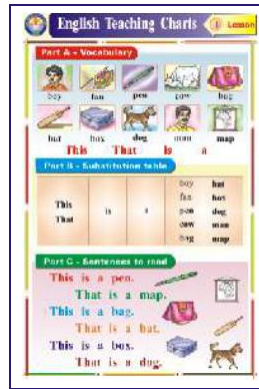 English Teaching Charts 1 Lesson
Part A - Vocabulary
boy fan pen cow bag
bat box dog man map
This That is a
Part B - Substitution table
boy bat
fan box
This
is a pen dog
That
cow man
bag map
Part C - Sentences to read
This is a pen.
That is a map.
This is a bag.
That is a bat.
This is a box.
That is a dog.